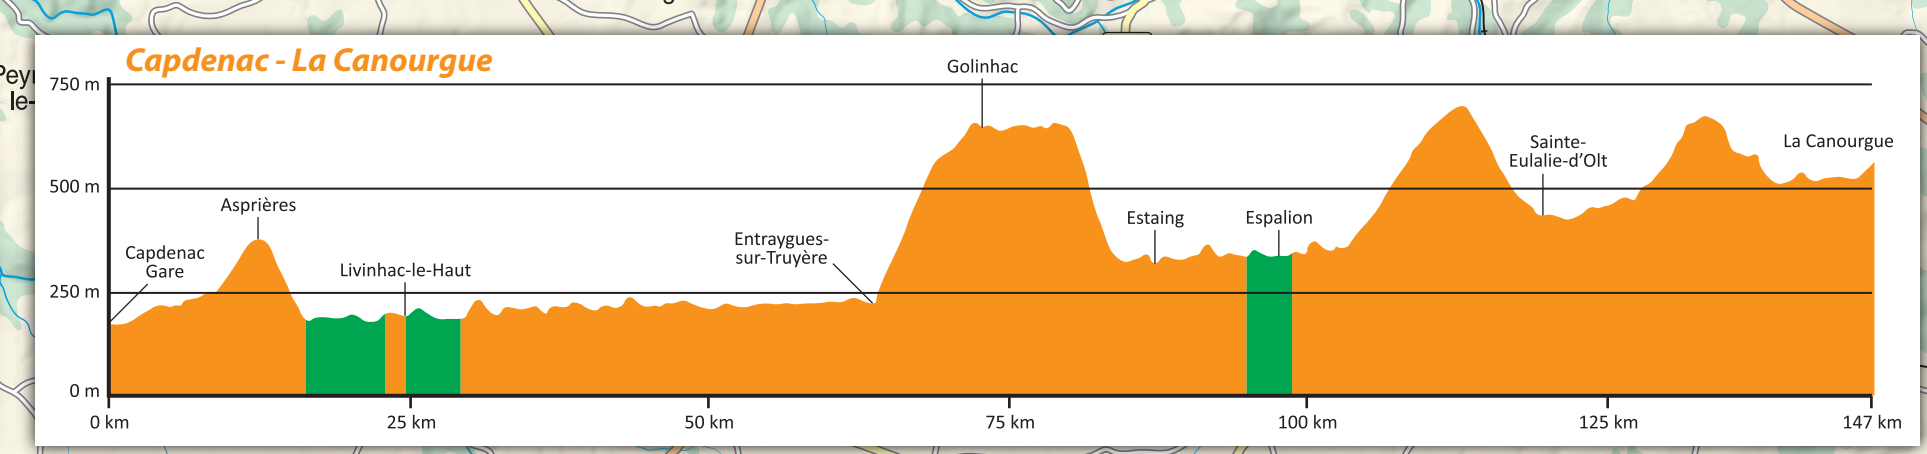 Capdenac - La Canourgue
Peyr
le-
g
750 m
500 m
250 m
0 m
Capdenac
Gare
Asprières
Livinhac-le-Haut
Entraygues-
sur-Truyère
Golinhac
Estaing
Espalion
Sainte-
Eulalie-d'Olt
La Canourgue
0 km
25 km
50 km
75 km
100 km
125 km
147 km